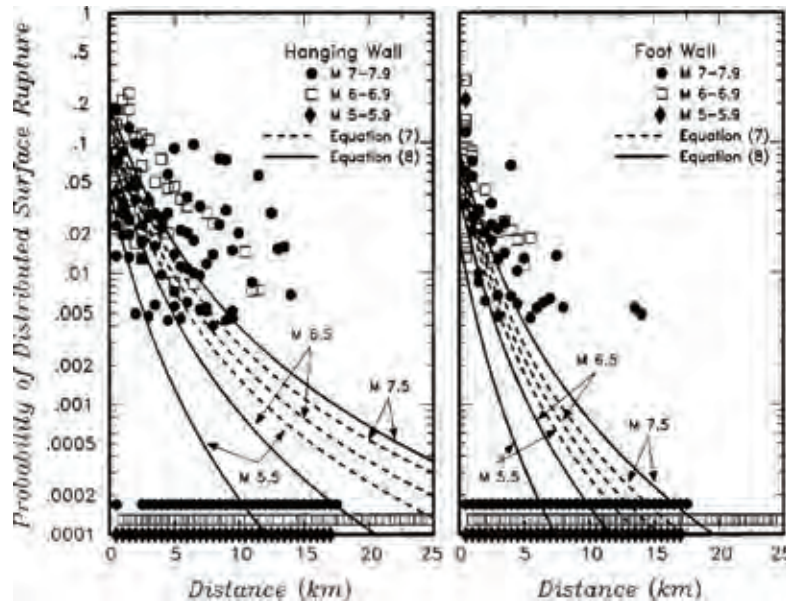 Probability of Distributed Surface Rupture
.1
.5
.2
.1
.05
.02
.01
.005
.002
.001
.0005
.0002
.0001
Hanging Wall
M 7-7.9
M 6-6.9
M 5-5.9
Equation (7)
Equation (8)
M 6.5
M 7.5
M 5.5
0
5
10
15
20
25
Distance (km)
Foot Wall
M 7-7.9
M 6-6.9
M 5-5.9
Equation (7)
Equation (8)
M 6.5
M 7.5
M 5.5
0
5
10
15
20
25
Distance (km)